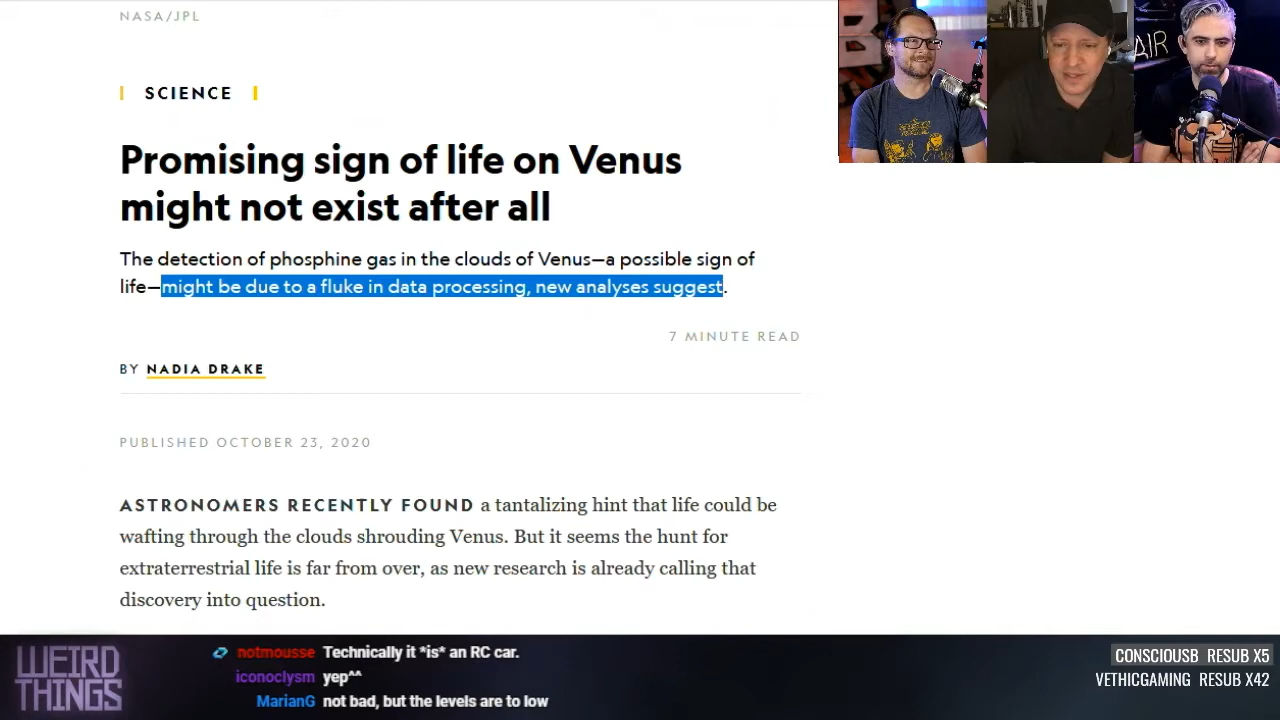 NASA/JPL
SCIENCE
Promising sign of life on Venus
might not exist after all
The detection of phosphine gas in the clouds of Venus—a possible sign of
life—might be due to a fluke in data processing, new analyses suggest.
7 MINUTE READ
BY NADIA DRAKE
PUBLISHED OCTOBER 23, 2020
ASTRONOMERS RECENTLY FOUND a tantalizing hint that life could be
wafting through the clouds shrouding Venus. But it seems the hunt for
extraterrestrial life is far from over, as new research is already calling that
discovery into question.
AIR
WEIRD
THINGS
notmousse Technically it *is* an RC car.
iconoclysm yep^^
MarianG not bad, but the levels are to low
CONSCIOUSB RESUB X5
VETHICGAMING RESUB X42